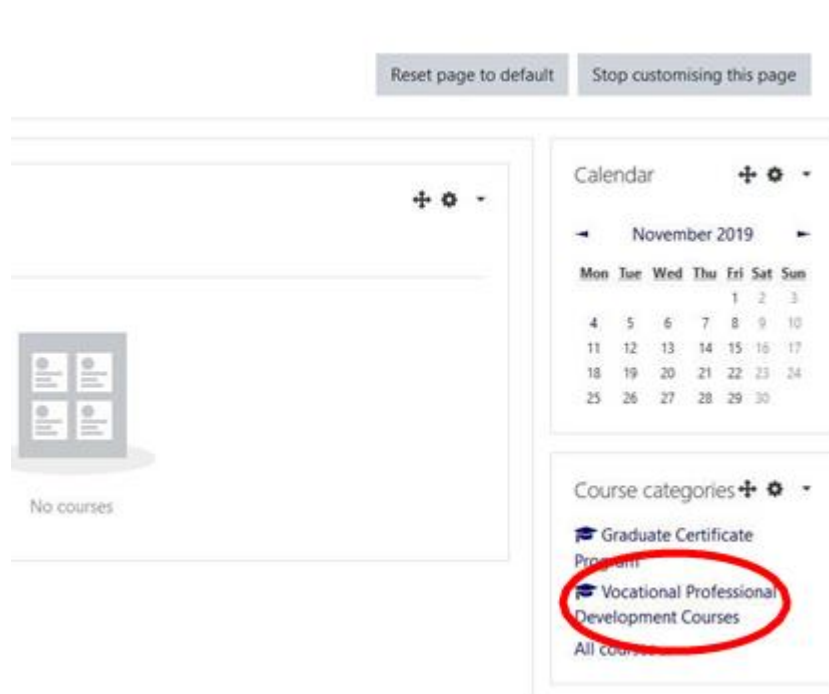 Reset page to default
Stop customising this page
Calendar
November 2019
Mon Tue Wed Thu Fri Sat Sun
1 2 3
4 5 6 7 8 9 10
11 12 13 14 15 16 17
18 19 20 21 22 23 24
25 26 27 28 29 30
No courses
Course categories
Graduate Certificate
Program
Vocational Professional
Development Courses
All courses